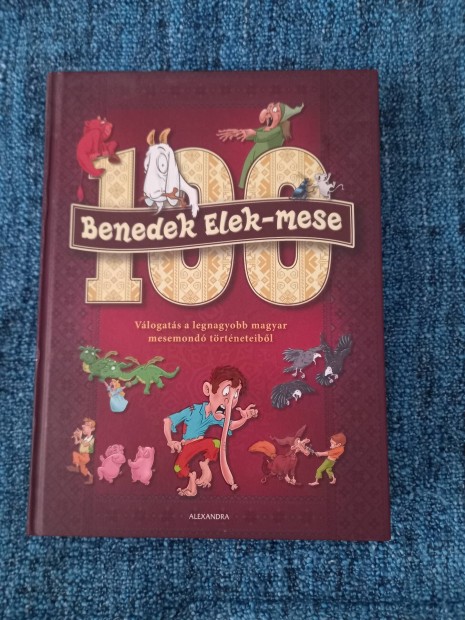 100
Benedek Elek-mese
Válogatás a legnagyobb magyar
mesemondó történeteiből
ALEXANDRA